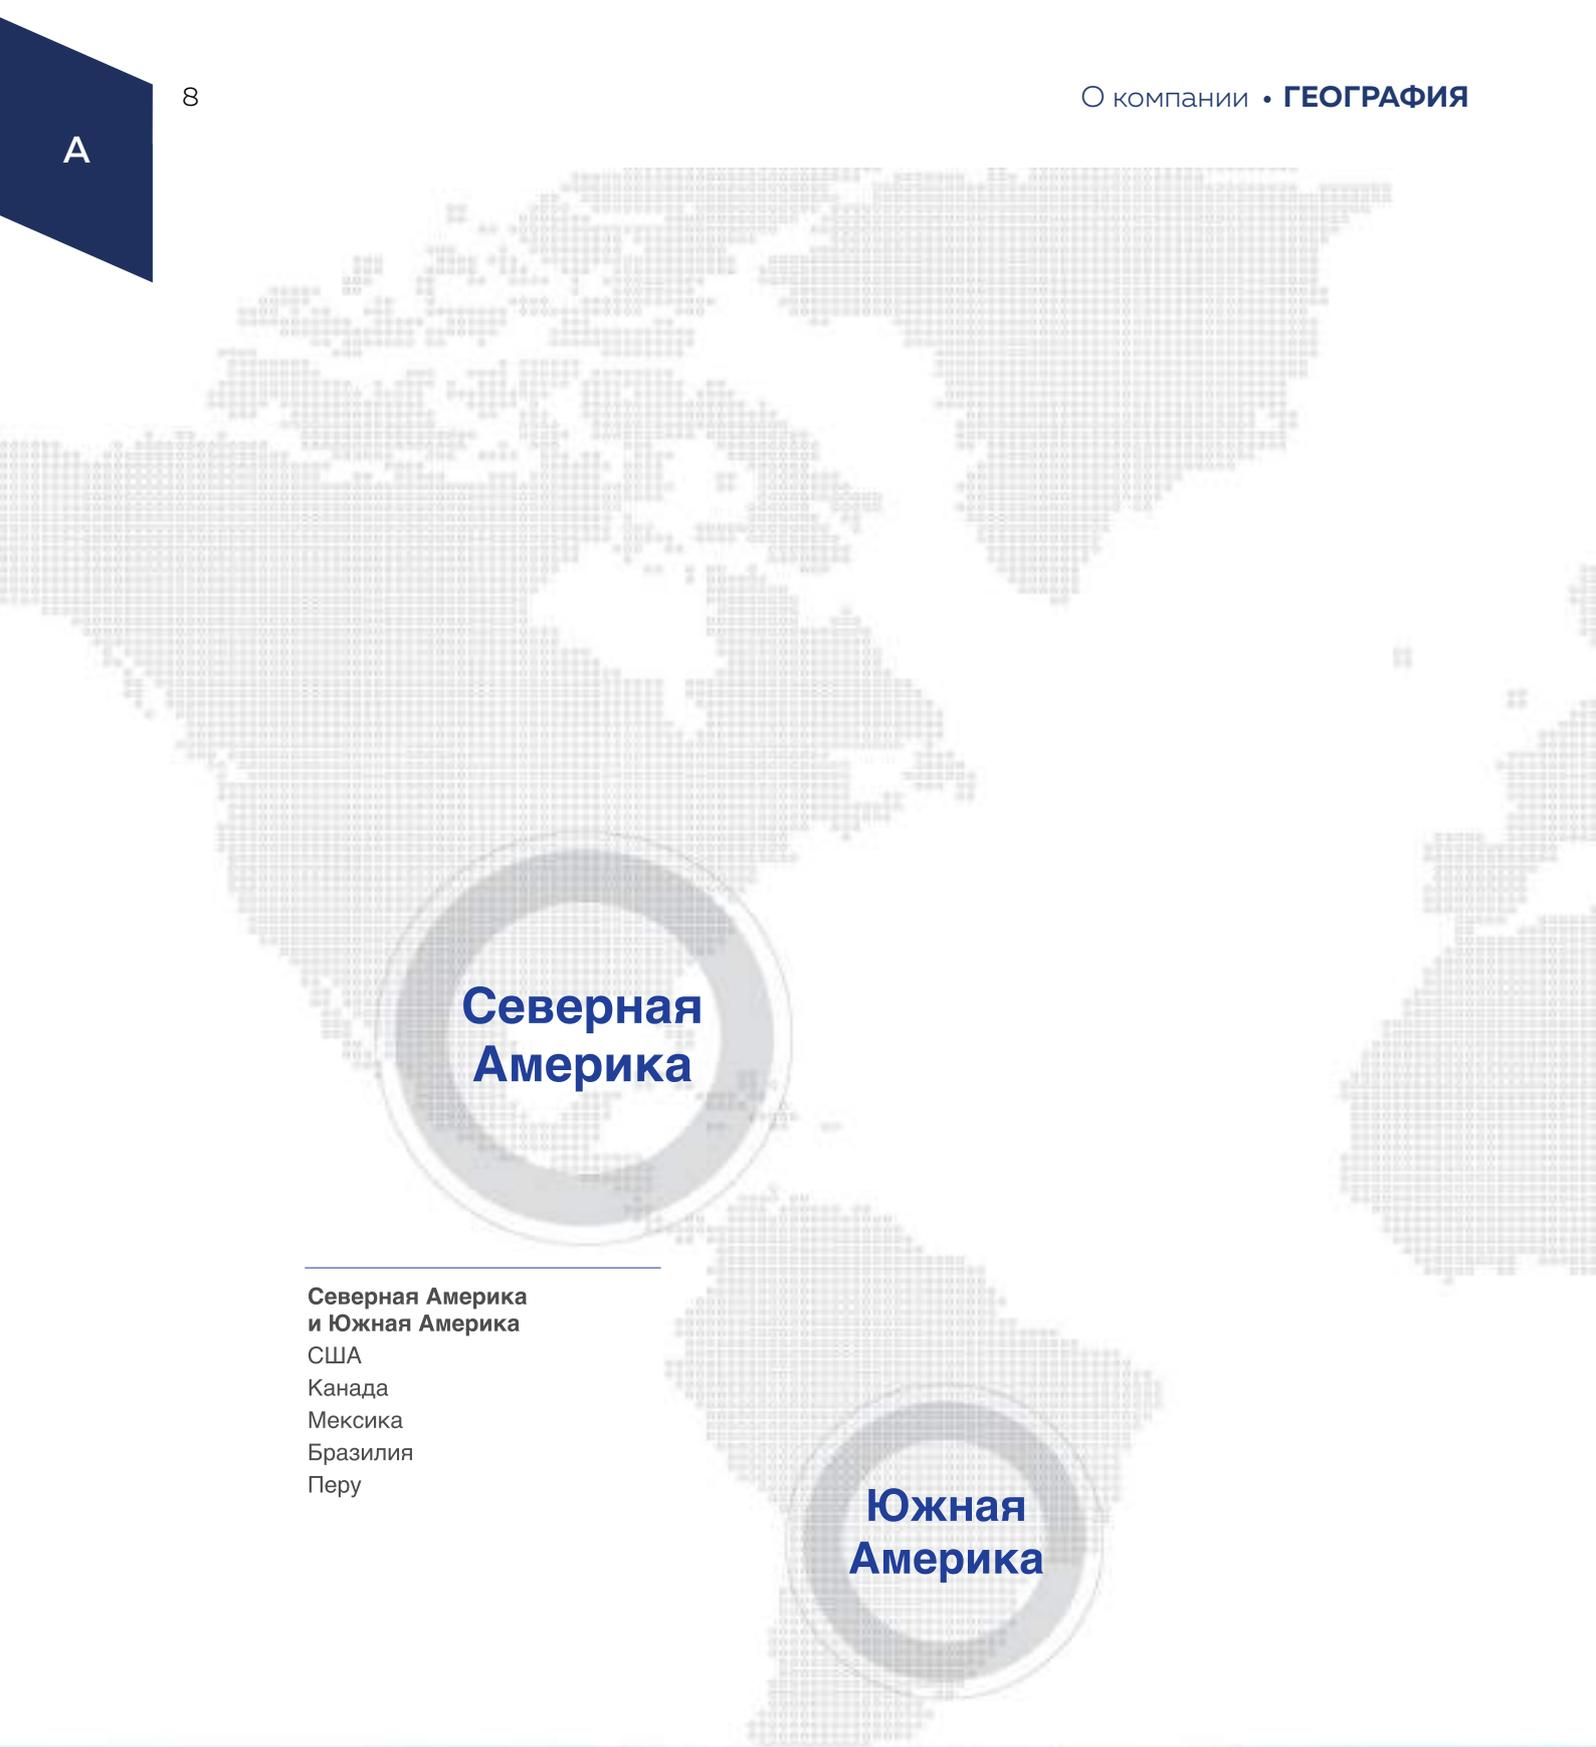 A
8
О компании • ГЕОГРАФИЯ
Северная
Америка
Северная Америка
и Южная Америка
США
Канада
Мексика
Бразилия
Перу
Южная
Америка